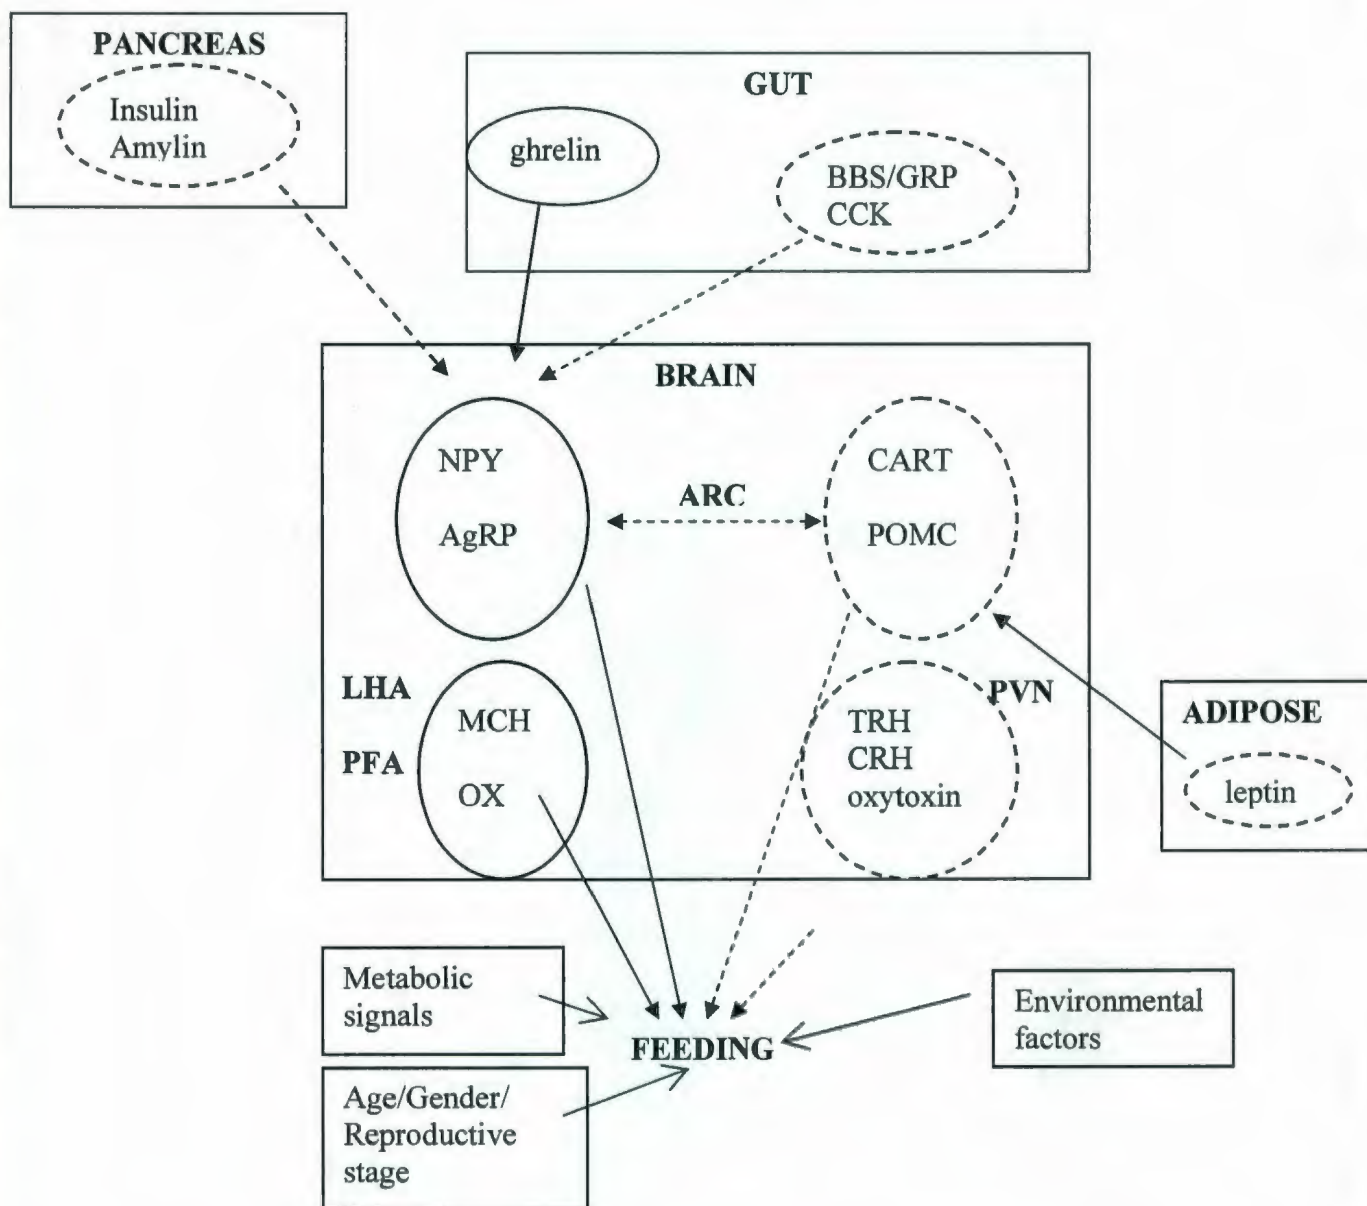 PANCREAS
Insulin
Amylin
GUT
ghrelin
BBS/GRP
CCK
BRAIN
NPY
AgRP
ARC
CART
POMC
LHA
PFA
MCH
OX
PVN
TRH
CRH
oxytoxin
ADIPOSE
leptin
Metabolic
signals
FEEDING
Environmental
factors
Age/Gender/
Reproductive
stage